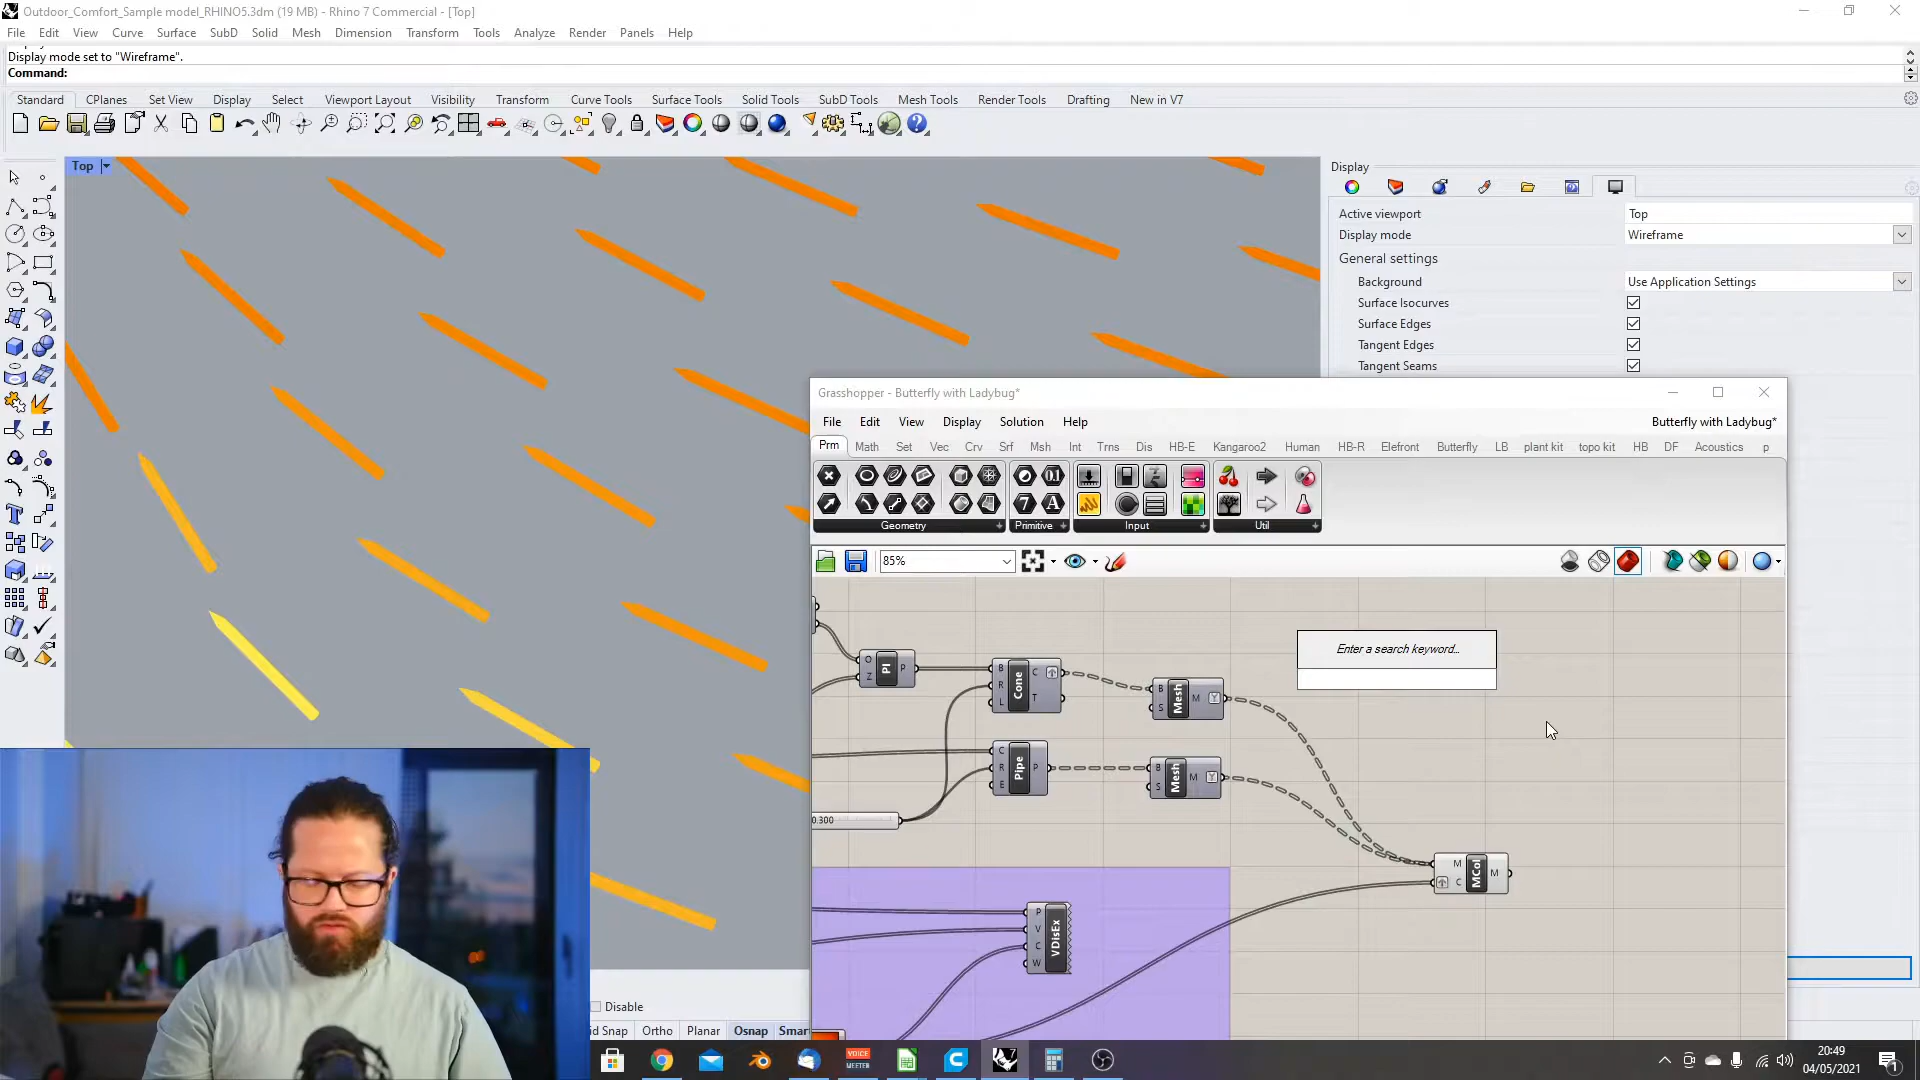 Outdoor_Comfort_Sample model_RHINO5.3dm (19 MB) - Rhino 7 Commercial - [Top]
File Edit View Curve Surface SubD Solid Mesh Dimension Transform Tools Analyze Render Panels Help
Display mode set to "Wireframe".
Command:
Standard CPlanes Set View Display Select Viewport Layout Visibility Transform Curve Tools Surface Tools Solid Tools SubD Tools Mesh Tools Render Tools Drafting New in V7
Top
Display
Active viewport Top
Display mode Wireframe
General settings
Background Use Application Settings
Surface Isocurves
Surface Edges
Tangent Edges
Tangent Seams
Grasshopper - Butterfly with Ladybug*
File Edit View Display Solution Help Butterfly with Ladybug*
Prm Math Set Vec Crv Srf Msh Int Trns Dis HB-E Kangaroo2 Human HB-R Elefront Butterfly LB plant kit topo kit HB DF Acoustics p
Geometry Primitive Input Util
85%
Enter a search keyword...
O Z Pl P
B R L Cone C T
B S Mesh M
C R E Pipe P
B S Mesh M
0.300
M C MCol M
P V C W VDisEx
Disable
id Snap Ortho Planar Osnap Smar
VOICE MEETER
20:49
04/05/2021